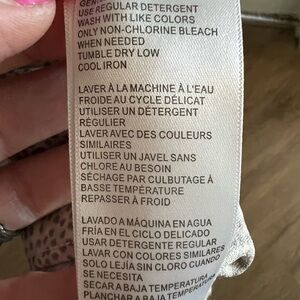 USE REGULAR DETERGENT
WASH WITH LIKE COLORS
ONLY NON-CHLORINE BLEACH
WHEN NEEDED
TUMBLE DRY LOW
COOL IRON
LAVER À LA MACHINE À L'EAU
FROIDE AU CYCLE DÉLICAT
UTILISER UN DÉTERGENT
RÉGULIER
LAVER AVEC DES COULEURS
SIMILAIRES
UTILISER UN JAVEL SANS
CHLORE AU BESOIN
SÉCHAGE PAR CULBUTAGE À
BASSE TEMPÉRATURE
REPASSER À FROID
LAVADO A MÁQUINA EN AGUA
FRÍA EN EL CICLO DELICADO
USAR DETERGENTE REGULAR
LAVAR CON COLORES SIMILARES
SOLO LEJÍA SIN CLORO CUANDO
SE NECESITA
SECAR A BAJA TEMPERATURA
PLANCHAR A BAJA TEMPERATURA